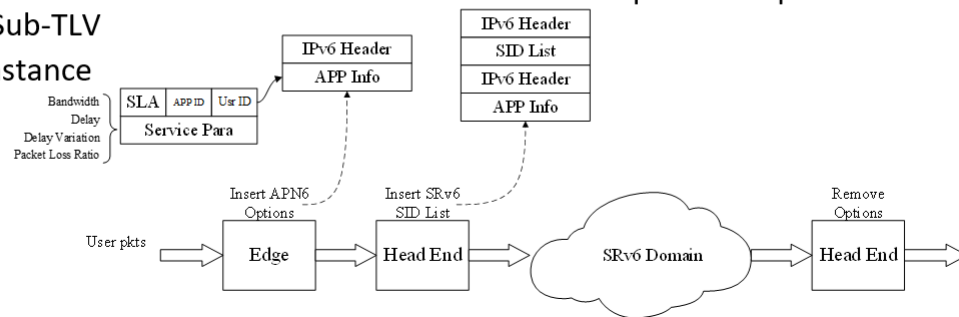 Sub-TLV
stance
IPv6 Header
APP Info
SLA APP ID Usr ID
Service Para
Bandwidth
Delay
Delay Variation
Packet Loss Ratio
IPv6 Header
SID List
IPv6 Header
APP Info
Insert APN6
Options
Insert SRv6
SID List
Remove
Options
User pkts
Edge
Head End
SRv6 Domain
Head End